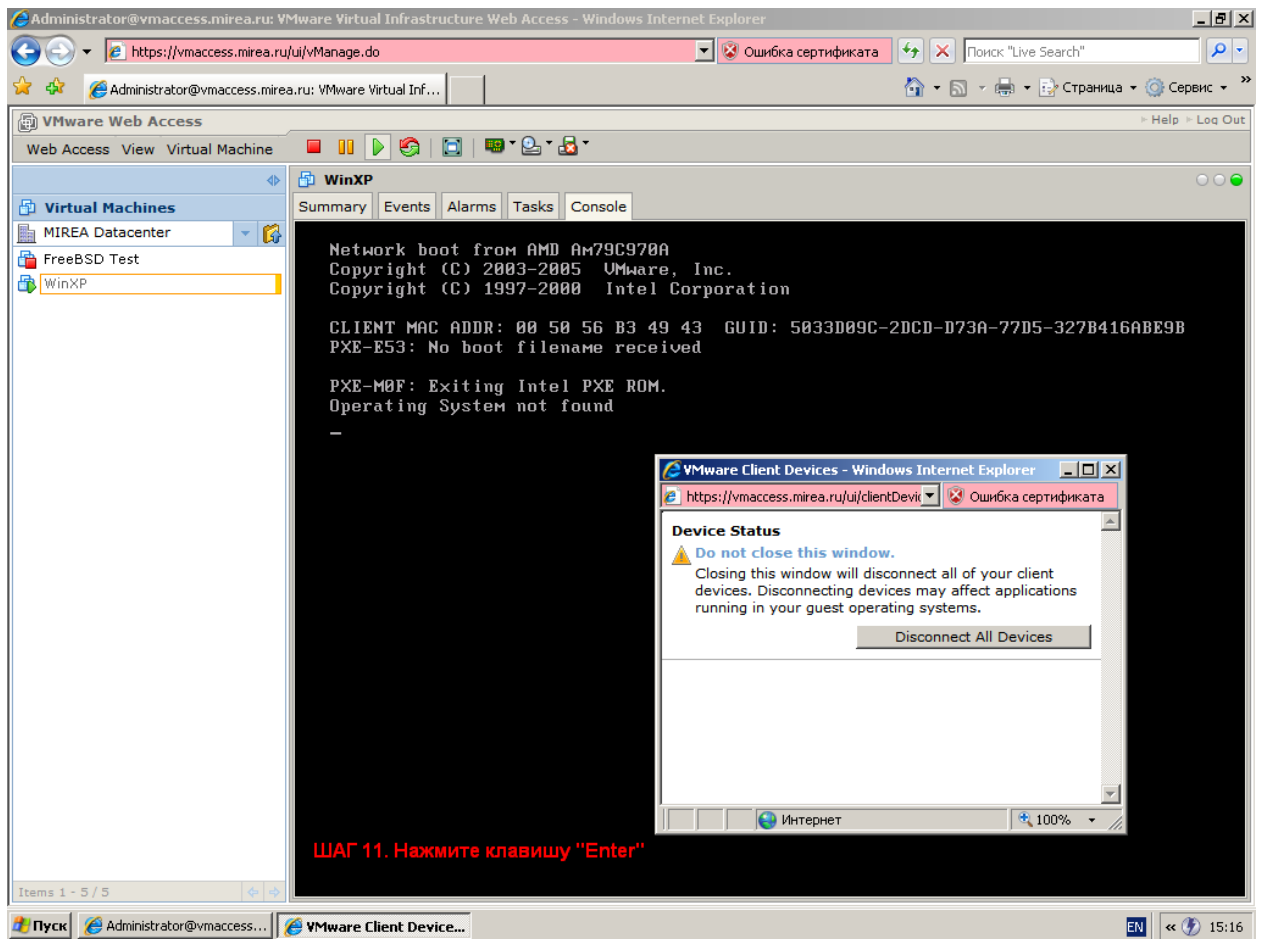 Administrator@vmaccess.mirea.ru: VMware Virtual Infrastructure Web Access - Windows Internet Explorer
https://vmaccess.mirea.ru/ui/vManage.do
Ошибка сертификата
Поиск "Live Search"
Administrator@vmaccess.mirea.ru: VMware Virtual Inf...
Страница
Сервис
»
VMware Web Access
Help
Log Out
Web Access View Virtual Machine
WinXP
Virtual Machines
Summary Events Alarms Tasks Console
MIREA Datacenter
FreeBSD Test
WinXP
Network boot from AMD Am79C970A
Copyright (C) 2003-2005 VMware, Inc.
Copyright (C) 1997-2000 Intel Corporation
CLIENT MAC ADDR: 00 50 56 B3 49 43 GUID: 5033D09C-2DCD-D73A-77D5-327B416ABE9B
PXE-E53: No boot filename received
PXE-M0F: Exiting Intel PXE ROM.
Operating System not found
VMware Client Devices - Windows Internet Explorer
https://vmaccess.mirea.ru/ui/clientDevic
Ошибка сертификата
Device Status
Do not close this window.
Closing this window will disconnect all of your client
devices. Disconnecting devices may affect applications
running in your guest operating systems.
Disconnect All Devices
Интернет
100%
ШАГ 11. Нажмите клавишу "Enter"
Items 1 - 5 / 5
Пуск
Administrator@vmaccess...
VMware Client Device...
EN
«
15:16